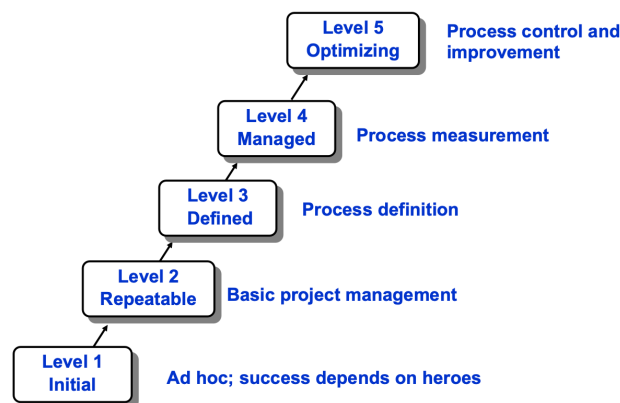 Level 5
Optimizing
Process control and
improvement
Level 4
Managed
Process measurement
Level 3
Defined
Process definition
Level 2
Repeatable
Basic project management
Level 1
Initial
Ad hoc; success depends on heroes